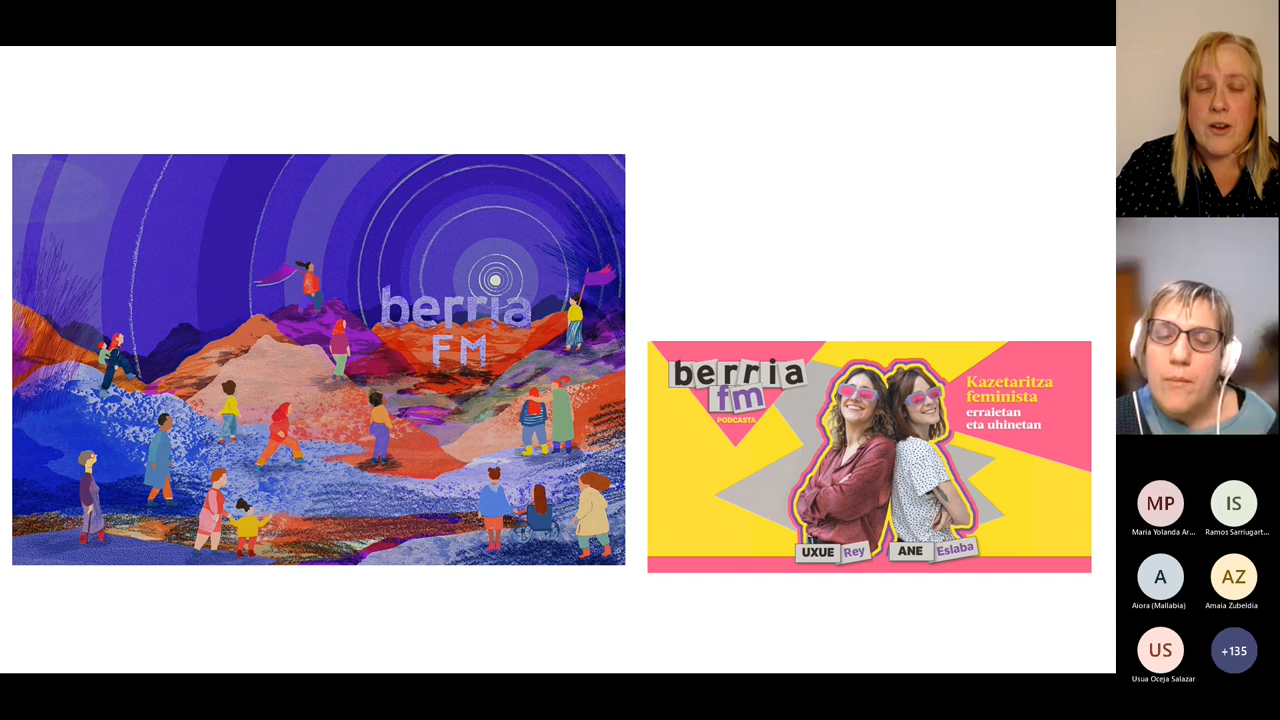 berria
FM
berria
fm
PODCASTA
Kazetaritza
feminista
erraietan
eta uhinetan
UXUE Rey
ANE Eslaba
MP
IS
Maria Yolanda Ar...
Ramos Sarriugart...
A
AZ
Aiora (Mallabia)
Amaia Zubeldia
US
+135
Usua Oceja Salazar